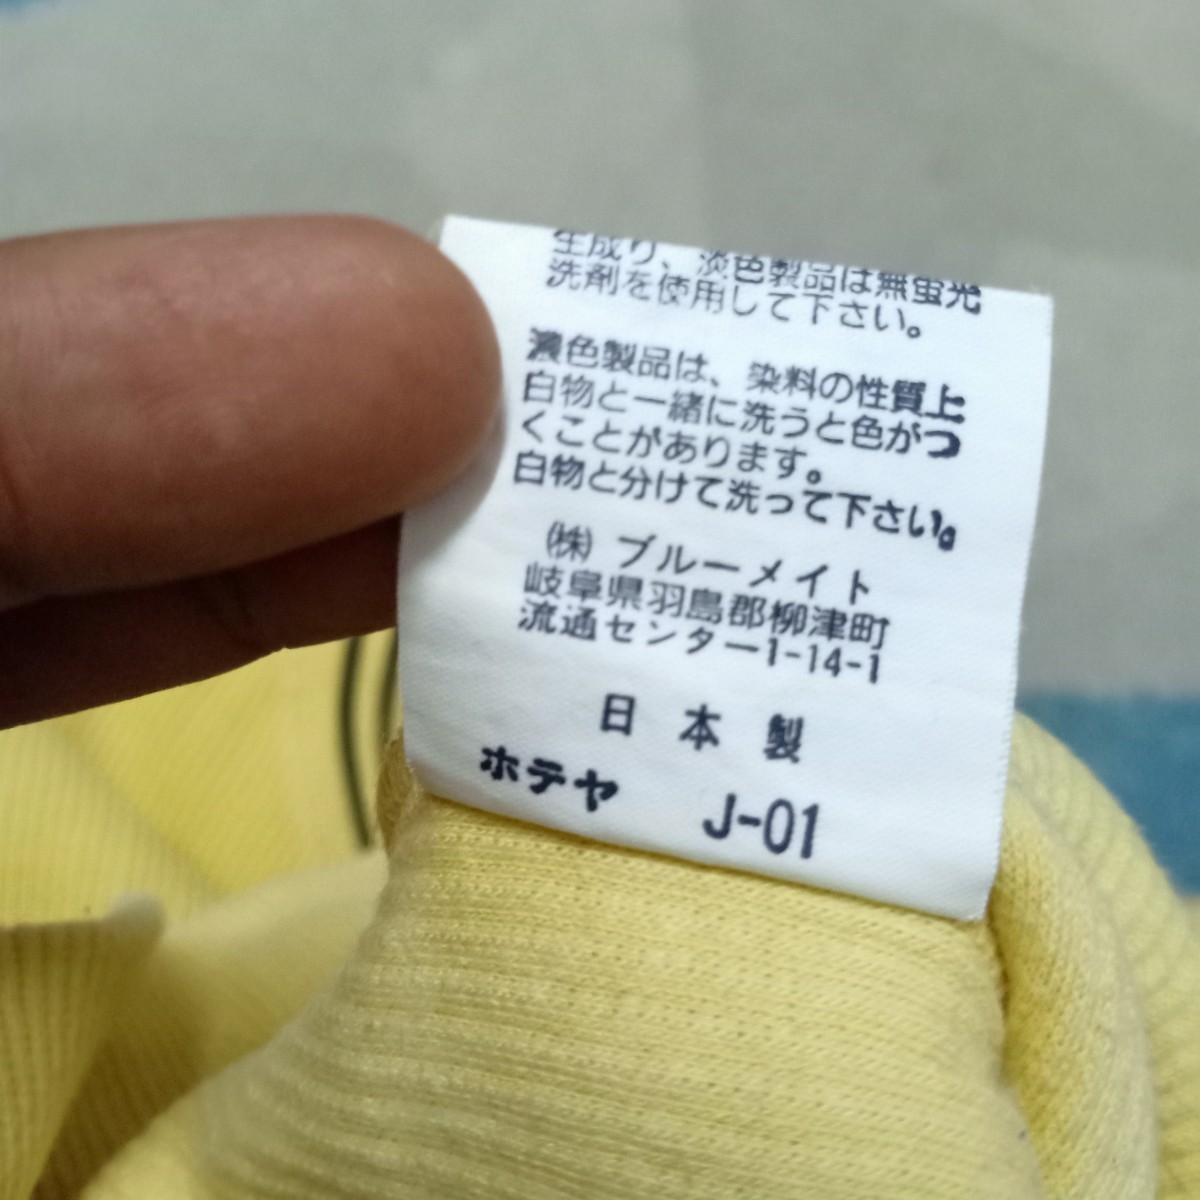 生成り、淡色製品は無蛍光
洗剤を使用して下さい。
濃色製品は、染料の性質上
白物と一緒に洗うと色がつ
くことがあります。
白物と分けて洗って下さい。
㈱ ブルーメイト
岐阜県羽島郡柳津町
流通センター1-14-1
日本製
ホテヤ J-01